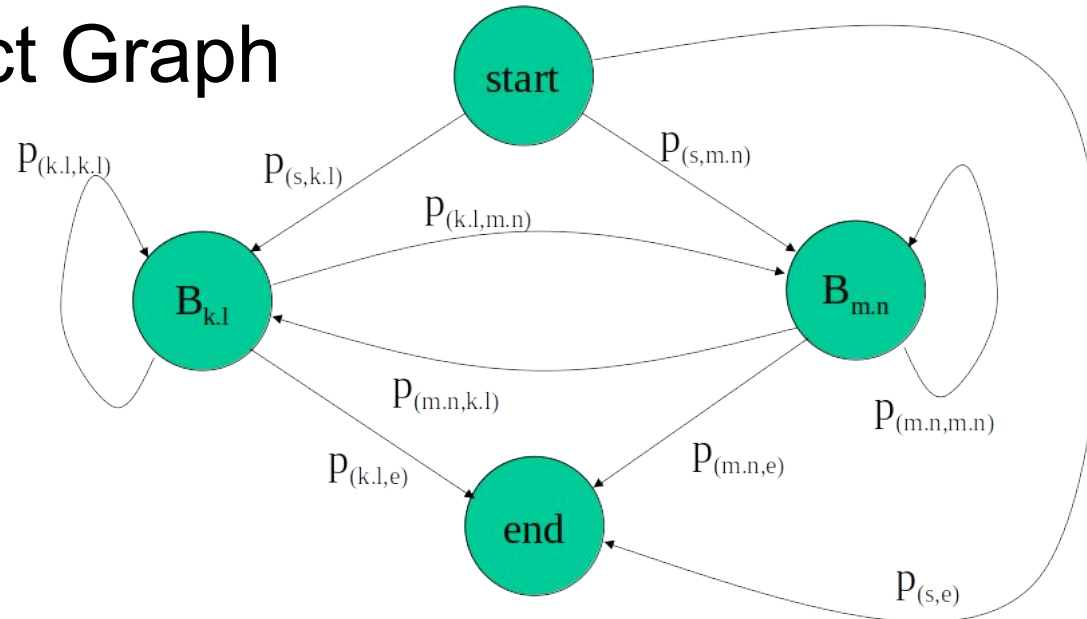 ct Graph
start
p(k.l,k.l)
p(s,k.l)
p(s,m.n)
p(k.l,m.n)
Bk.l
Bm.n
p(m.n,k.l)
p(m.n,m.n)
p(k.l,e)
p(m.n,e)
end
p(s,e)